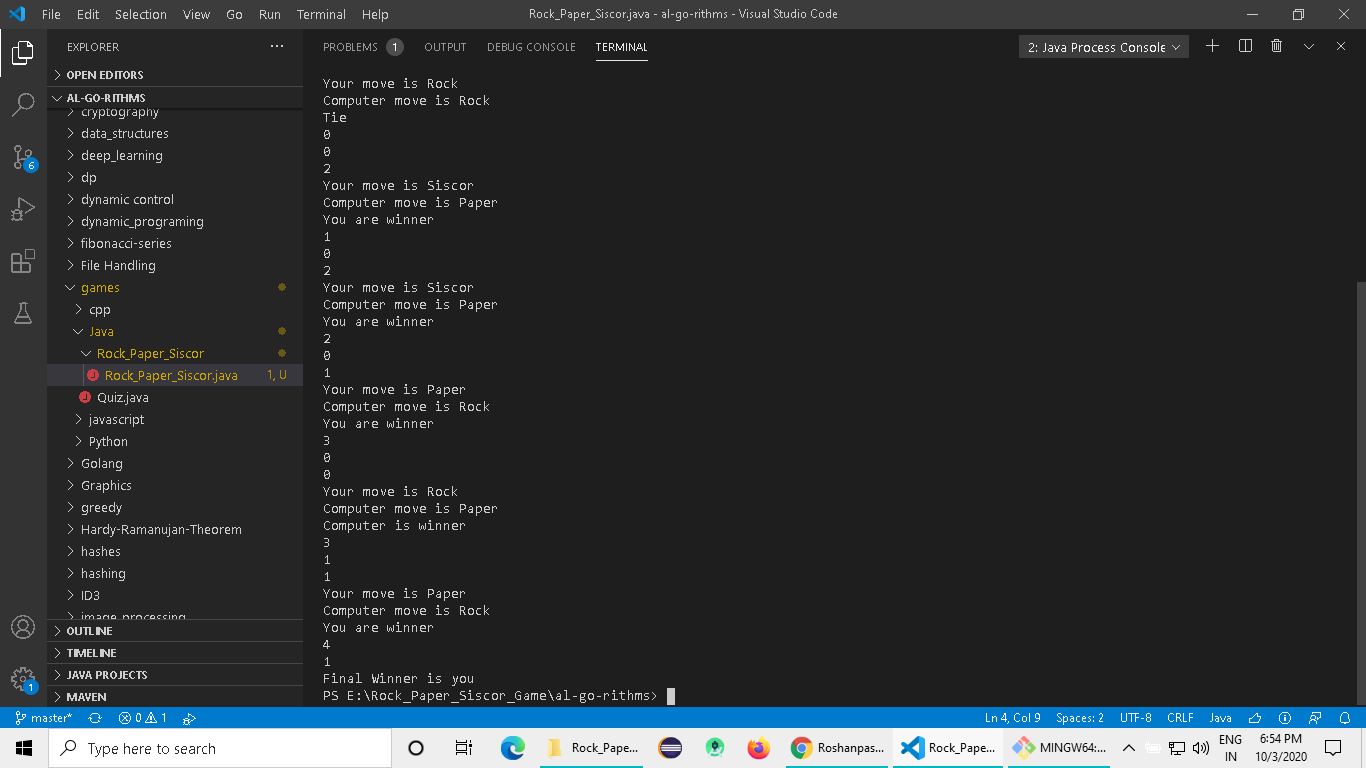 File Edit Selection View Go Run Terminal Help Rock_Paper_Siscor.java - al-go-rithms - Visual Studio Code
EXPLORER
OPEN EDITORS
AL-GO-RITHMS
cryptography
data_structures
deep_learning
dp
dynamic control
dynamic_programing
fibonacci-series
File Handling
games
cpp
Java
Rock_Paper_Siscor
Rock_Paper_Siscor.java 1, U
Quiz.java
javascript
Python
Golang
Graphics
greedy
Hardy-Ramanujan-Theorem
hashes
hashing
ID3
image_processing
OUTLINE
TIMELINE
JAVA PROJECTS
MAVEN
6
1
PROBLEMS 1 OUTPUT DEBUG CONSOLE TERMINAL 2: Java Process Console
Your move is Rock
Computer move is Rock
Tie
0
0
2
Your move is Siscor
Computer move is Paper
You are winner
1
0
2
Your move is Siscor
Computer move is Paper
You are winner
2
0
1
Your move is Paper
Computer move is Rock
You are winner
3
0
0
Your move is Rock
Computer move is Paper
Computer is winner
3
1
1
Your move is Paper
Computer move is Rock
You are winner
4
1
Final Winner is you
PS E:\Rock_Paper_Siscor_Game\al-go-rithms>
master* 0 1 Ln 4, Col 9 Spaces: 2 UTF-8 CRLF Java
Type here to search Rock_Pape... Roshanpas... Rock_Pape... MINGW64:... ENG IN 6:54 PM 10/3/2020